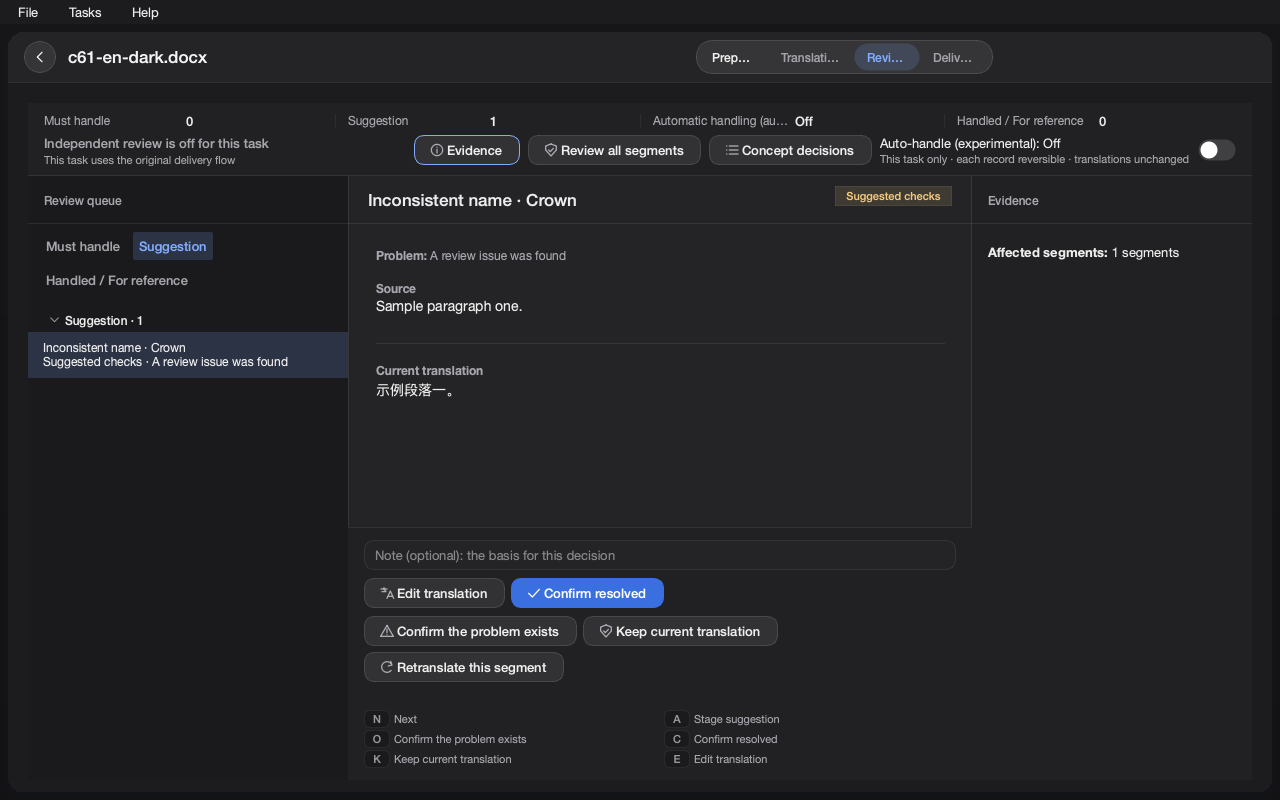 File Tasks Help
c61-en-dark.docx
Prep… Translati… Revi… Deliv…
Must handle 0
Suggestion 1
Automatic handling (au… Off
Handled / For reference 0
Independent review is off for this task
This task uses the original delivery flow
Evidence
Review all segments
Concept decisions
Auto-handle (experimental): Off
This task only · each record reversible · translations unchanged
Review queue
Must handle Suggestion
Handled / For reference
Suggestion · 1
Inconsistent name · Crown
Suggested checks · A review issue was found
Inconsistent name · Crown
Suggested checks
Problem: A review issue was found
Source
Sample paragraph one.
Current translation
示例段落一。
Note (optional): the basis for this decision
Edit translation
Confirm resolved
Confirm the problem exists
Keep current translation
Retranslate this segment
N Next
A Stage suggestion
O Confirm the problem exists
C Confirm resolved
K Keep current translation
E Edit translation
Evidence
Affected segments: 1 segments